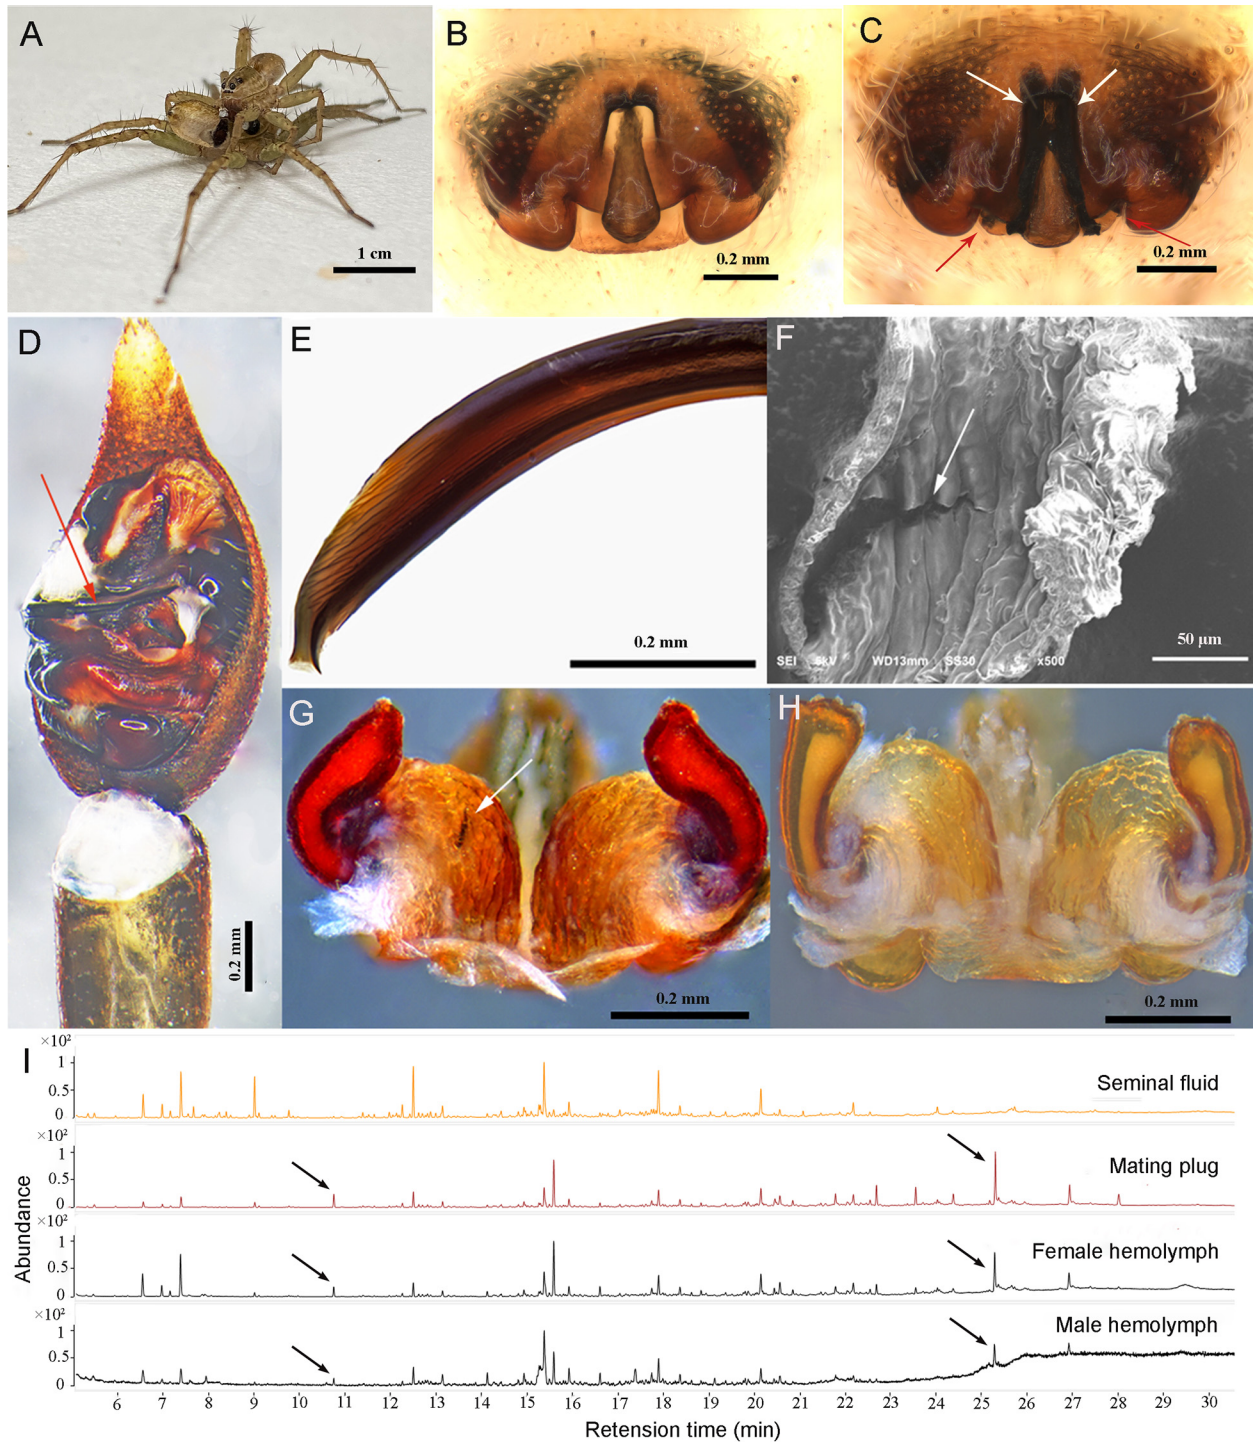 A
1 cm
B
0.2 mm
C
0.2 mm
D
0.2 mm
E
0.2 mm
F
50 μm
SEI 5kV WD13mm SS30 x500
G
0.2 mm
H
0.2 mm
I
×10²
1
0.5
0
Seminal fluid
×10²
1
0.5
0
Mating plug
×10²
1
0.5
0
Female hemolymph
×10²
1
0.5
0
Male hemolymph
Abundance
6 7 8 9 10 11 12 13 14 15 16 17 18 19 20 21 22 23 24 25 26 27 28 29 30
Retension time (min)